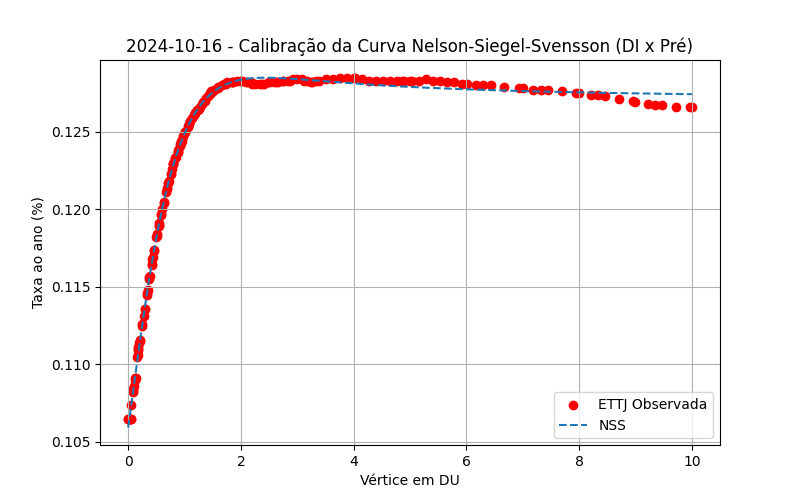 2024-10-16 - Calibração da Curva Nelson-Siegel-Svensson (DI x Pré)
Taxa ao ano (%)
0.125
0.120
0.115
0.110
0.105
ETTJ Observada
NSS
0 2 4 6 8 10
Vértice em DU